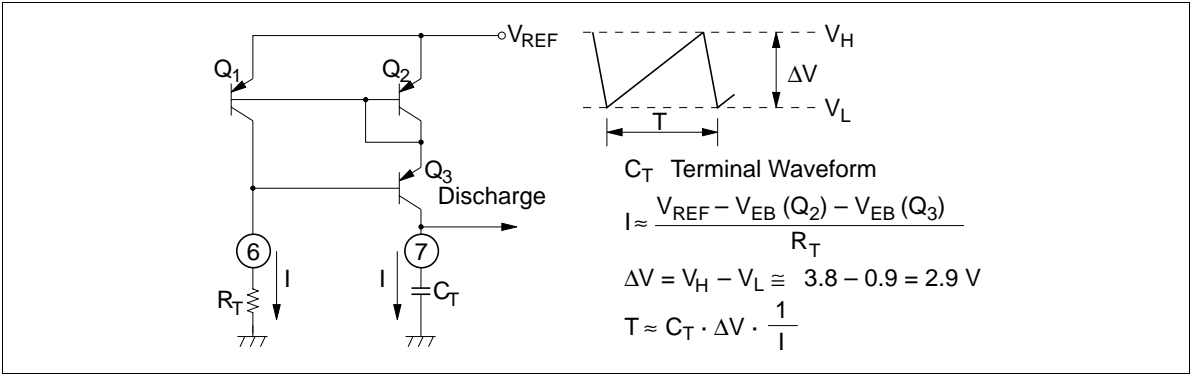 Q1
Q2
VREF
Q3
Discharge
6
7
I
I
RT
CT
VH
ΔV
VL
T
CT Terminal Waveform
I ≈ VREF – VEB (Q2) – VEB (Q3) / RT
ΔV = VH – VL ≅ 3.8 – 0.9 = 2.9 V
T ≈ CT · ΔV · 1 / I